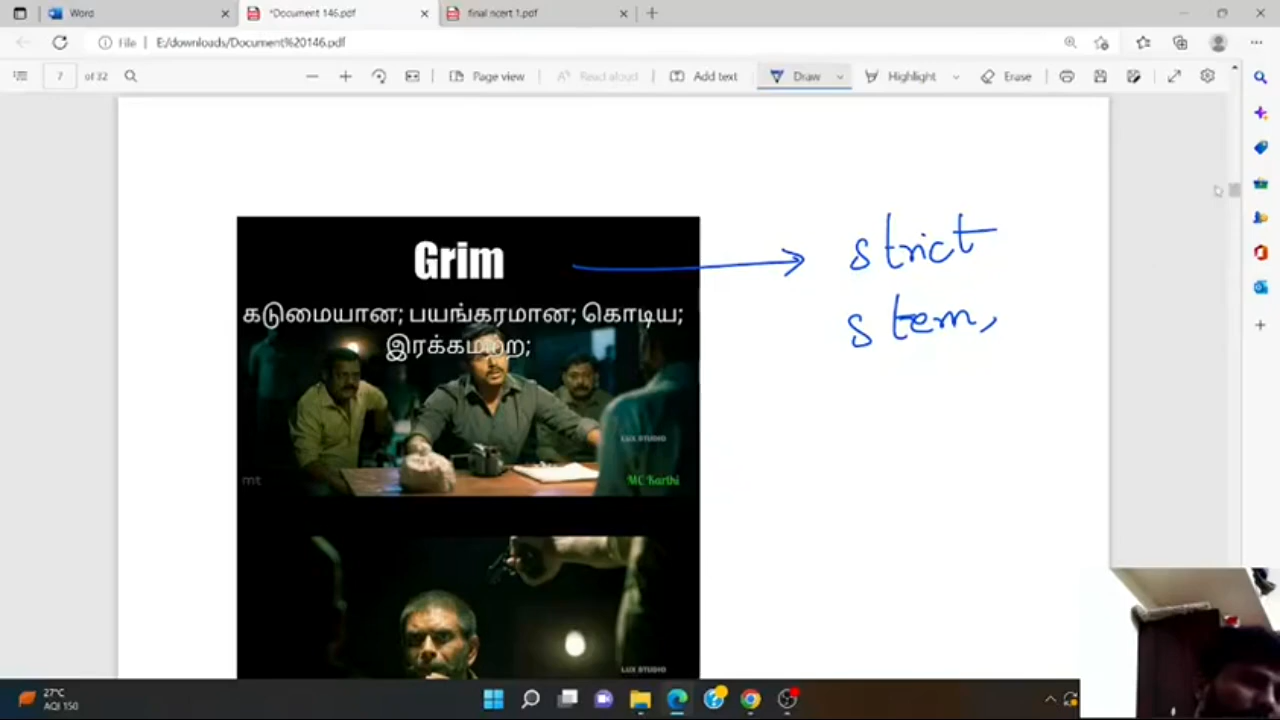 Word
*Document 146.pdf
final ncert 1.pdf
File | E:/downloads/Document%20146.pdf
7 of 32
Page view
Read aloud
Add text
Draw
Highlight
Erase
Grim
கடுமையான; பயங்கரமான; கொடிய;
இரக்கமற்ற;
strict
stern,
LUX STUDIO
mt
MC Karthi
LUX STUDIO
27°C
AQI 150